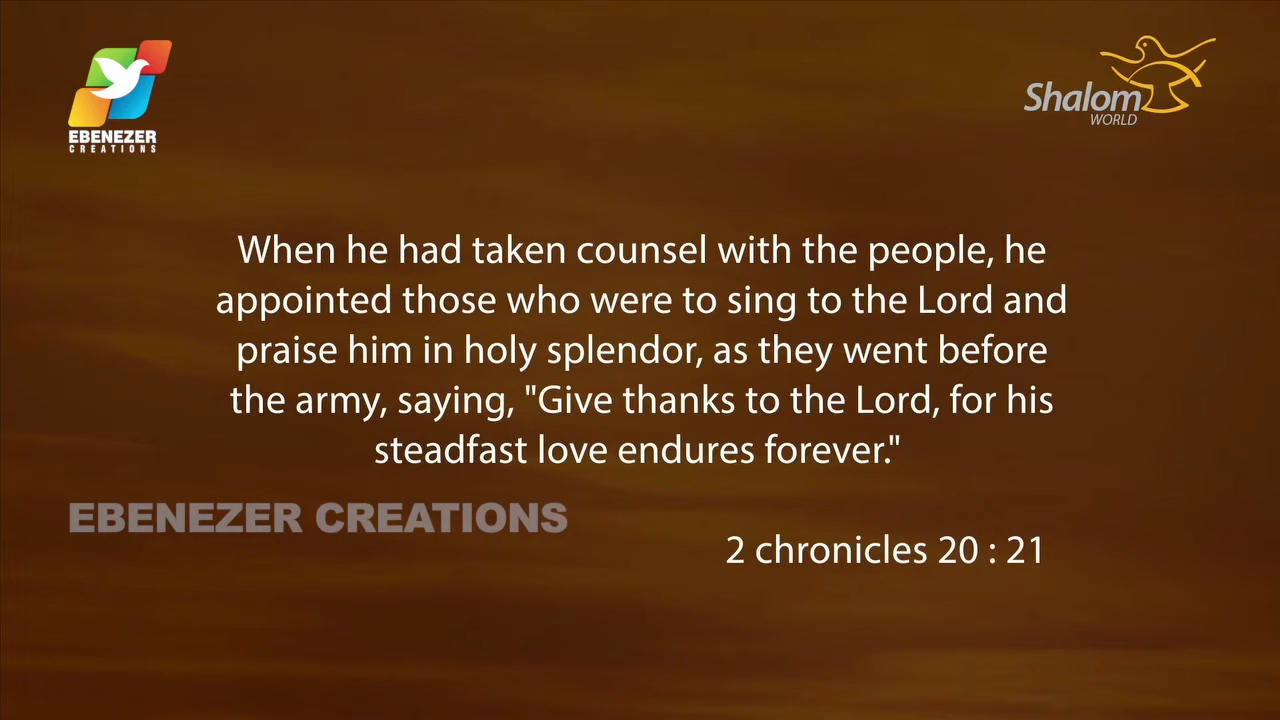 EBENEZER
CREATIONS
Shalom
WORLD
When he had taken counsel with the people, he
appointed those who were to sing to the Lord and
praise him in holy splendor, as they went before
the army, saying, "Give thanks to the Lord, for his
steadfast love endures forever."
EBENEZER CREATIONS
2 chronicles 20 : 21